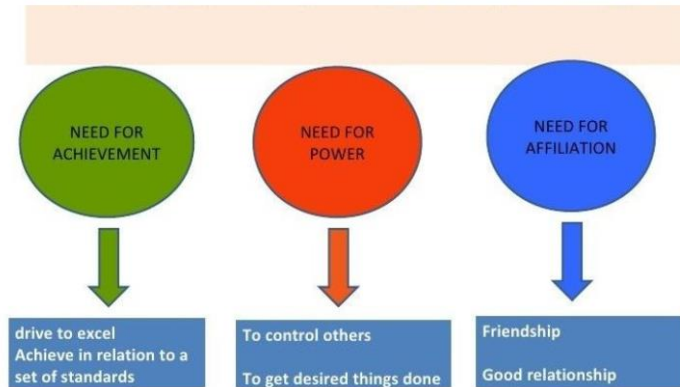 NEED FOR
ACHIEVEMENT
NEED FOR
POWER
NEED FOR
AFFILIATION
drive to excel
Achieve in relation to a
set of standards
To control others
To get desired things done
Friendship
Good relationship